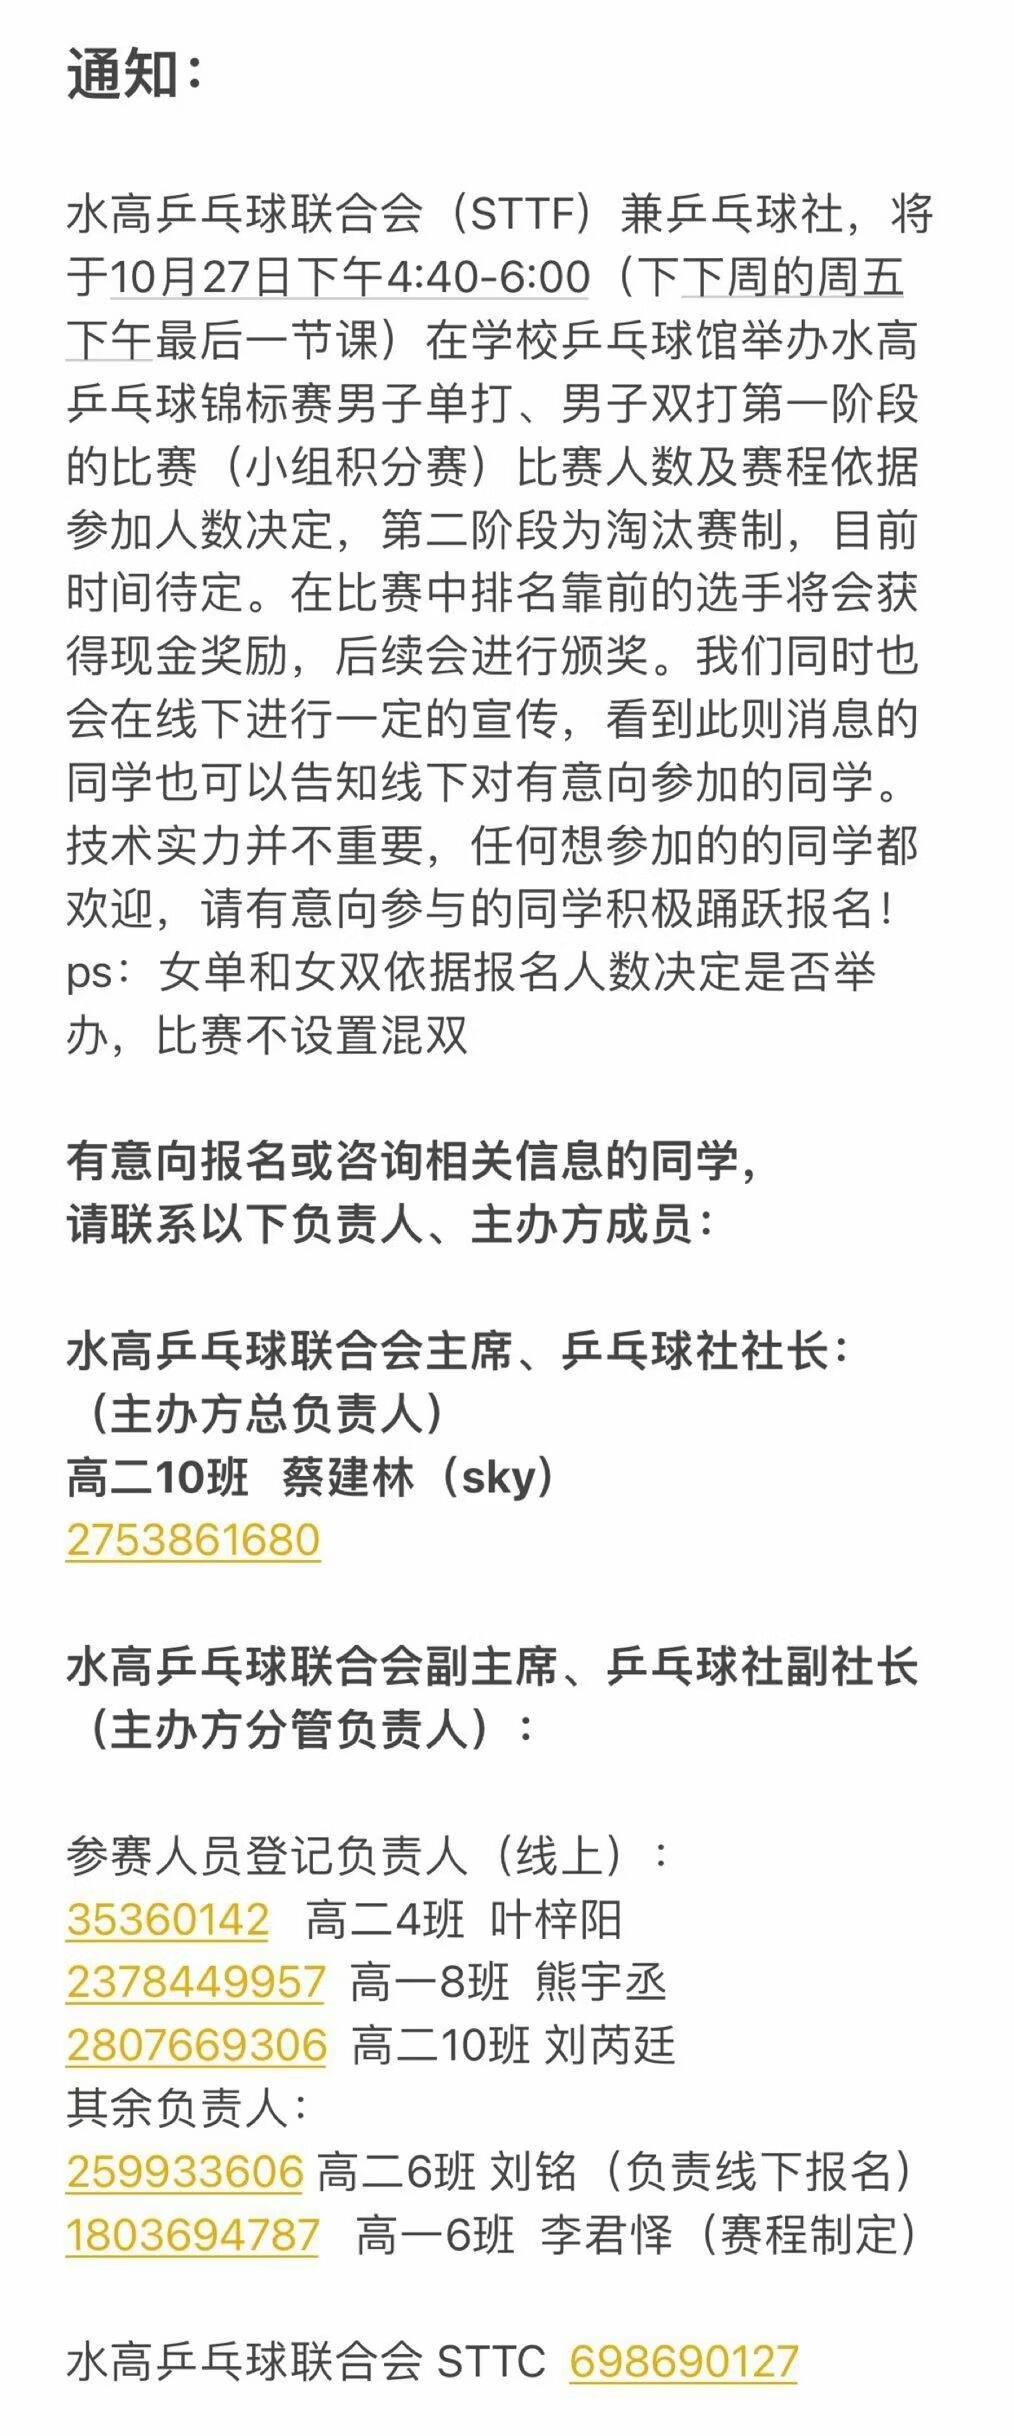 通知：
水高乒乓球联合会（STTF）兼乒乓球社，将
于10月27日下午4:40-6:00（下下周的周五
下午最后一节课）在学校乒乓球馆举办水高
乒乓球锦标赛男子单打、男子双打第一阶段
的比赛（小组积分赛）比赛人数及赛程依据
参加人数决定，第二阶段为淘汰赛制，目前
时间待定。在比赛中排名靠前的选手将会获
得现金奖励，后续会进行颁奖。我们同时也
会在线下进行一定的宣传，看到此则消息的
同学也可以告知线下对有意向参加的同学。
技术实力并不重要，任何想参加的的同学都
欢迎，请有意向参与的同学积极踊跃报名！
ps：女单和女双依据报名人数决定是否举
办，比赛不设置混双
有意向报名或咨询相关信息的同学，
请联系以下负责人、主办方成员：
水高乒乓球联合会主席、乒乓球社社长：
（主办方总负责人）
高二10班 蔡建林（sky）
2753861680
水高乒乓球联合会副主席、乒乓球社副社长
（主办方分管负责人）：
参赛人员登记负责人（线上）：
35360142 高二4班 叶梓阳
2378449957 高一8班 熊宇丞
2807669306 高二10班 刘芮廷
其余负责人：
259933606 高二6班 刘铭（负责线下报名）
1803694787 高一6班 李君怿（赛程制定）
水高乒乓球联合会 STTC 698690127